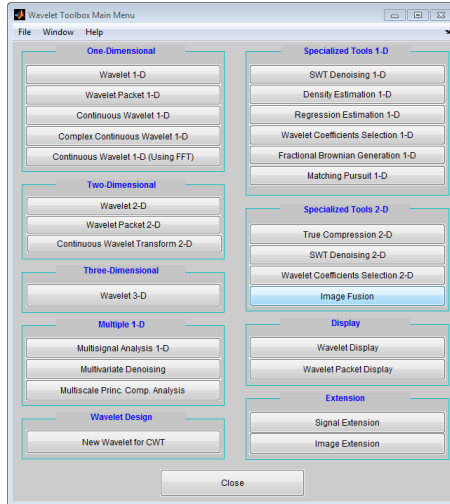 Wavelet Toolbox Main Menu
File Window Help
One-Dimensional
Wavelet 1-D
Wavelet Packet 1-D
Continuous Wavelet 1-D
Complex Continuous Wavelet 1-D
Continuous Wavelet 1-D (Using FFT)
Two-Dimensional
Wavelet 2-D
Wavelet Packet 2-D
Continuous Wavelet Transform 2-D
Three-Dimensional
Wavelet 3-D
Multiple 1-D
Multisignal Analysis 1-D
Multivariate Denoising
Multiscale Princ. Comp. Analysis
Wavelet Design
New Wavelet for CWT
Specialized Tools 1-D
SWT Denoising 1-D
Density Estimation 1-D
Regression Estimation 1-D
Wavelet Coefficients Selection 1-D
Fractional Brownian Generation 1-D
Matching Pursuit 1-D
Specialized Tools 2-D
True Compression 2-D
SWT Denoising 2-D
Wavelet Coefficients Selection 2-D
Image Fusion
Display
Wavelet Display
Wavelet Packet Display
Extension
Signal Extension
Image Extension
Close